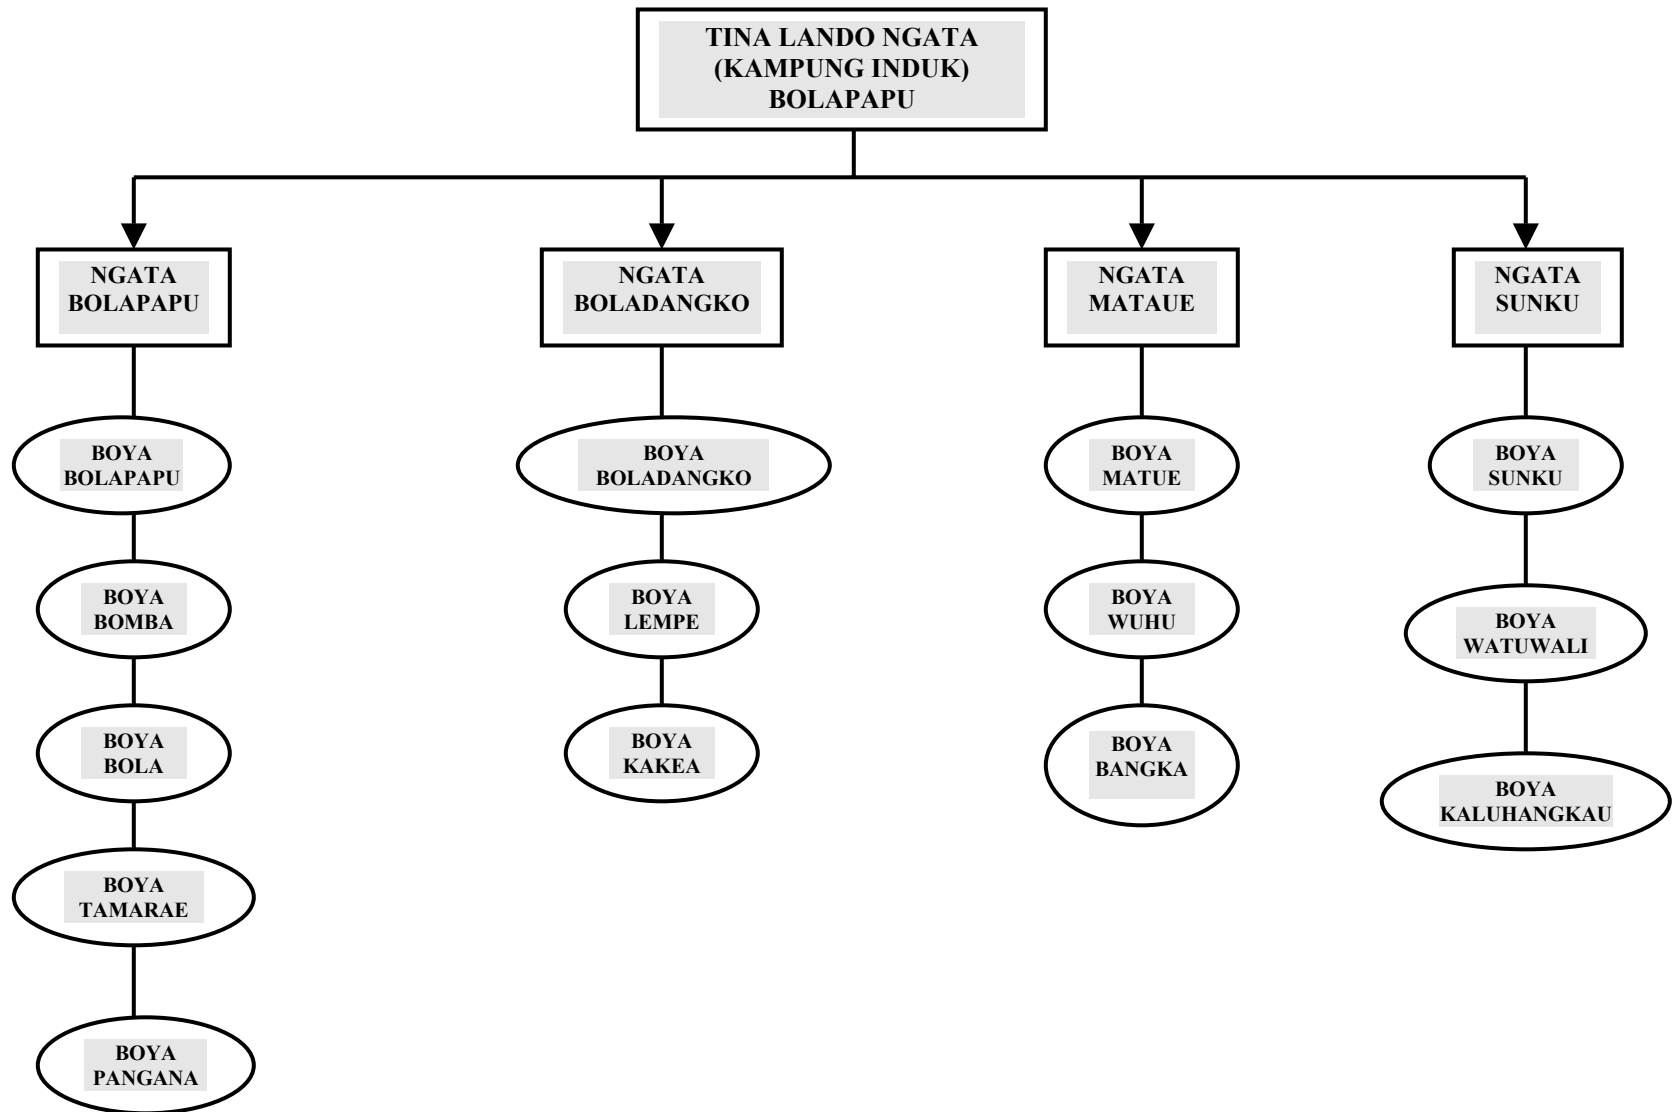 TINA LANDO NGATA
(KAMPUNG INDUK)
BOLAPAPU
NGATA
BOLAPAPU
NGATA
BOLADANGKO
NGATA
MATAUE
NGATA
SUNKU
BOYA
BOLAPAPU
BOYA
BOLADANGKO
BOYA
MATUE
BOYA
SUNKU
BOYA
BOMBA
BOYA
LEMPE
BOYA
WUHU
BOYA
WATUWALI
BOYA
BOLA
BOYA
KAKEA
BOYA
BANGKA
BOYA
KALUHANGKAU
BOYA
TAMARAE
BOYA
PANGANA